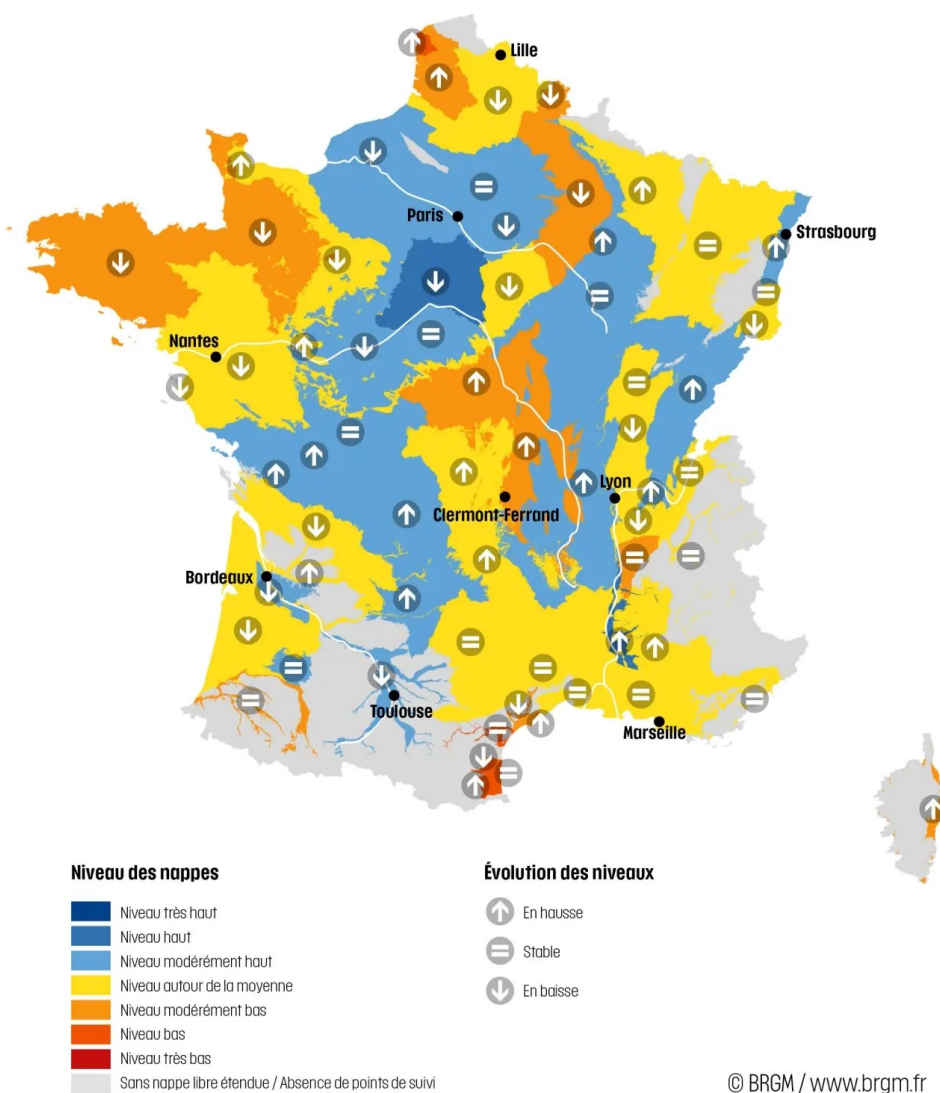 Lille
Paris
Strasbourg
Nantes
Lyon
Clermont-Ferrand
Bordeaux
Toulouse
Marseille
Niveau des nappes
Niveau très haut
Niveau haut
Niveau modérément haut
Niveau autour de la moyenne
Niveau modérément bas
Niveau bas
Niveau très bas
Sans nappe libre étendue / Absence de points de suivi
Évolution des niveaux
En hausse
Stable
En baisse
© BRGM / www.brgm.fr